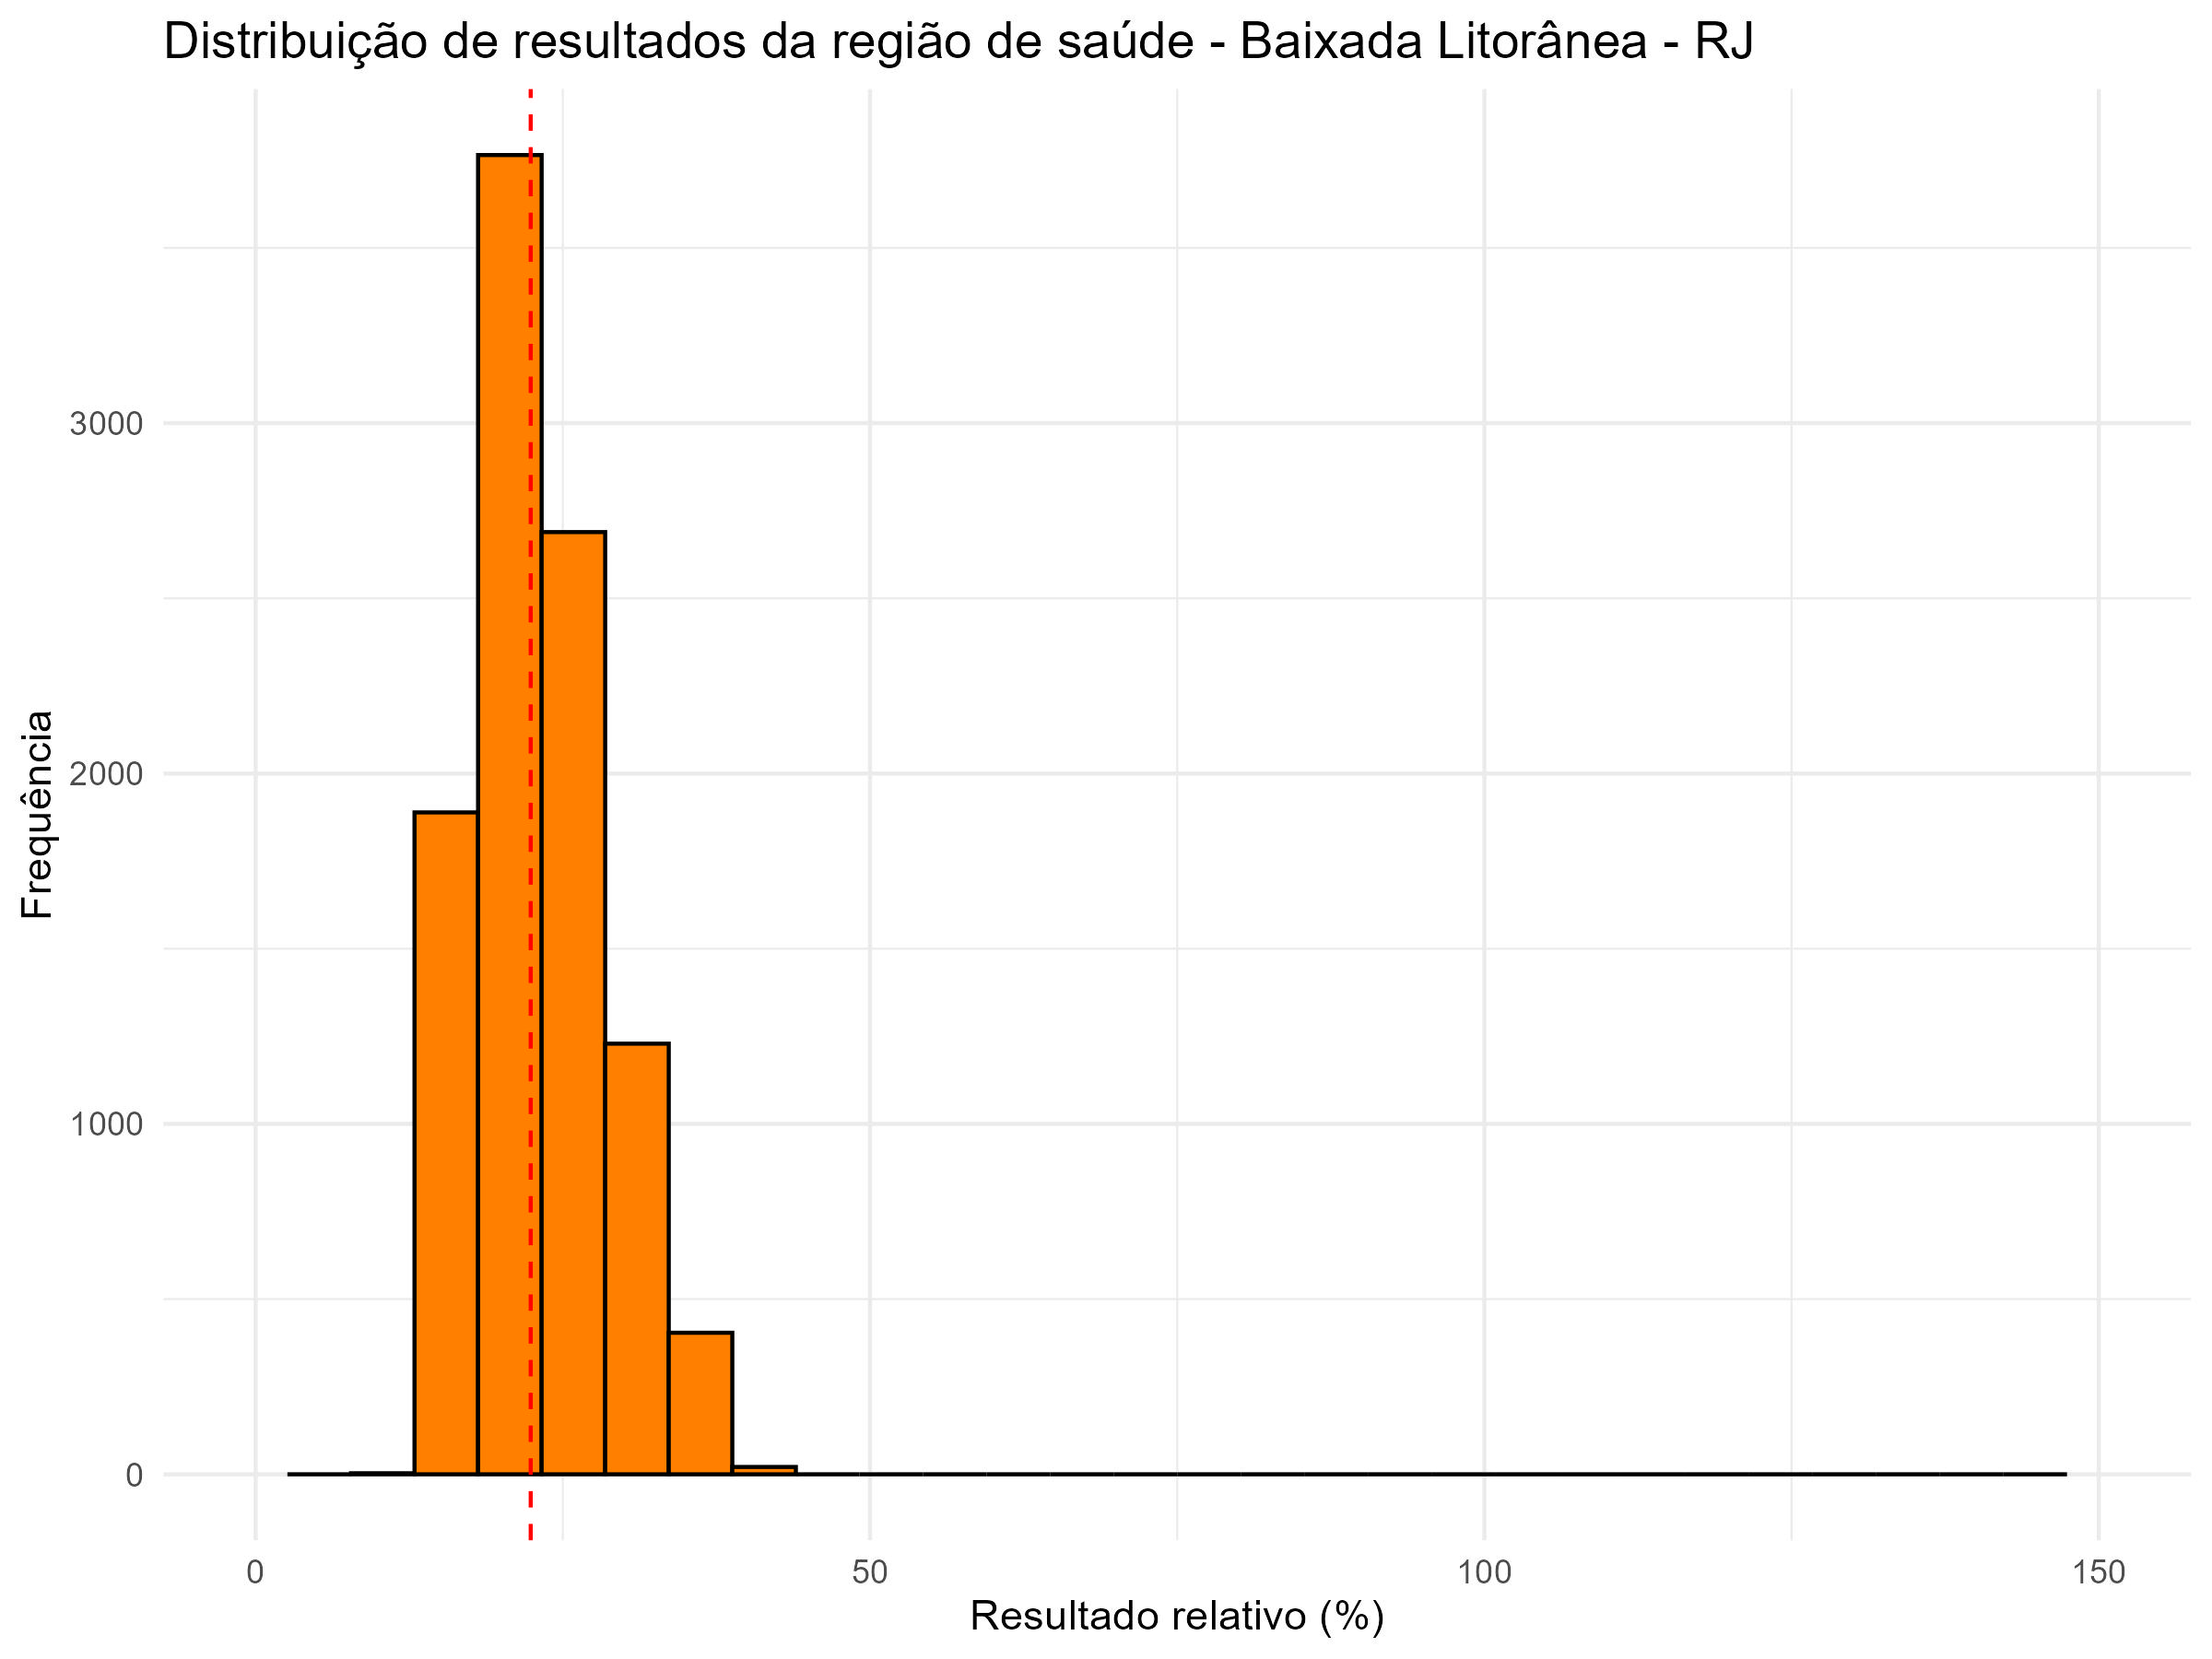 Distribuição de resultados da região de saúde - Baixada Litorânea - RJ
Frequência
3000
2000
1000
0
0 50 100 150
Resultado relativo (%)